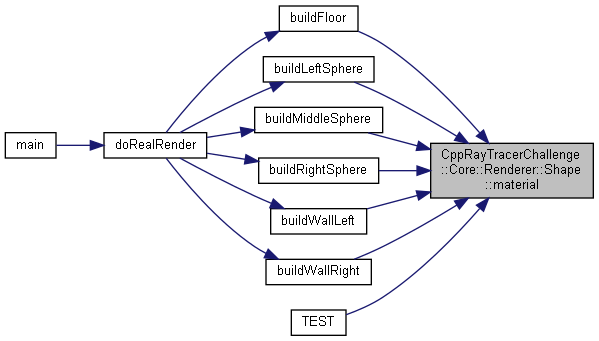 buildFloor
buildLeftSphere
buildMiddleSphere
main
doRealRender
CppRayTracerChallenge
::Core::Renderer::Shape
::material
buildRightSphere
buildWallLeft
buildWallRight
TEST